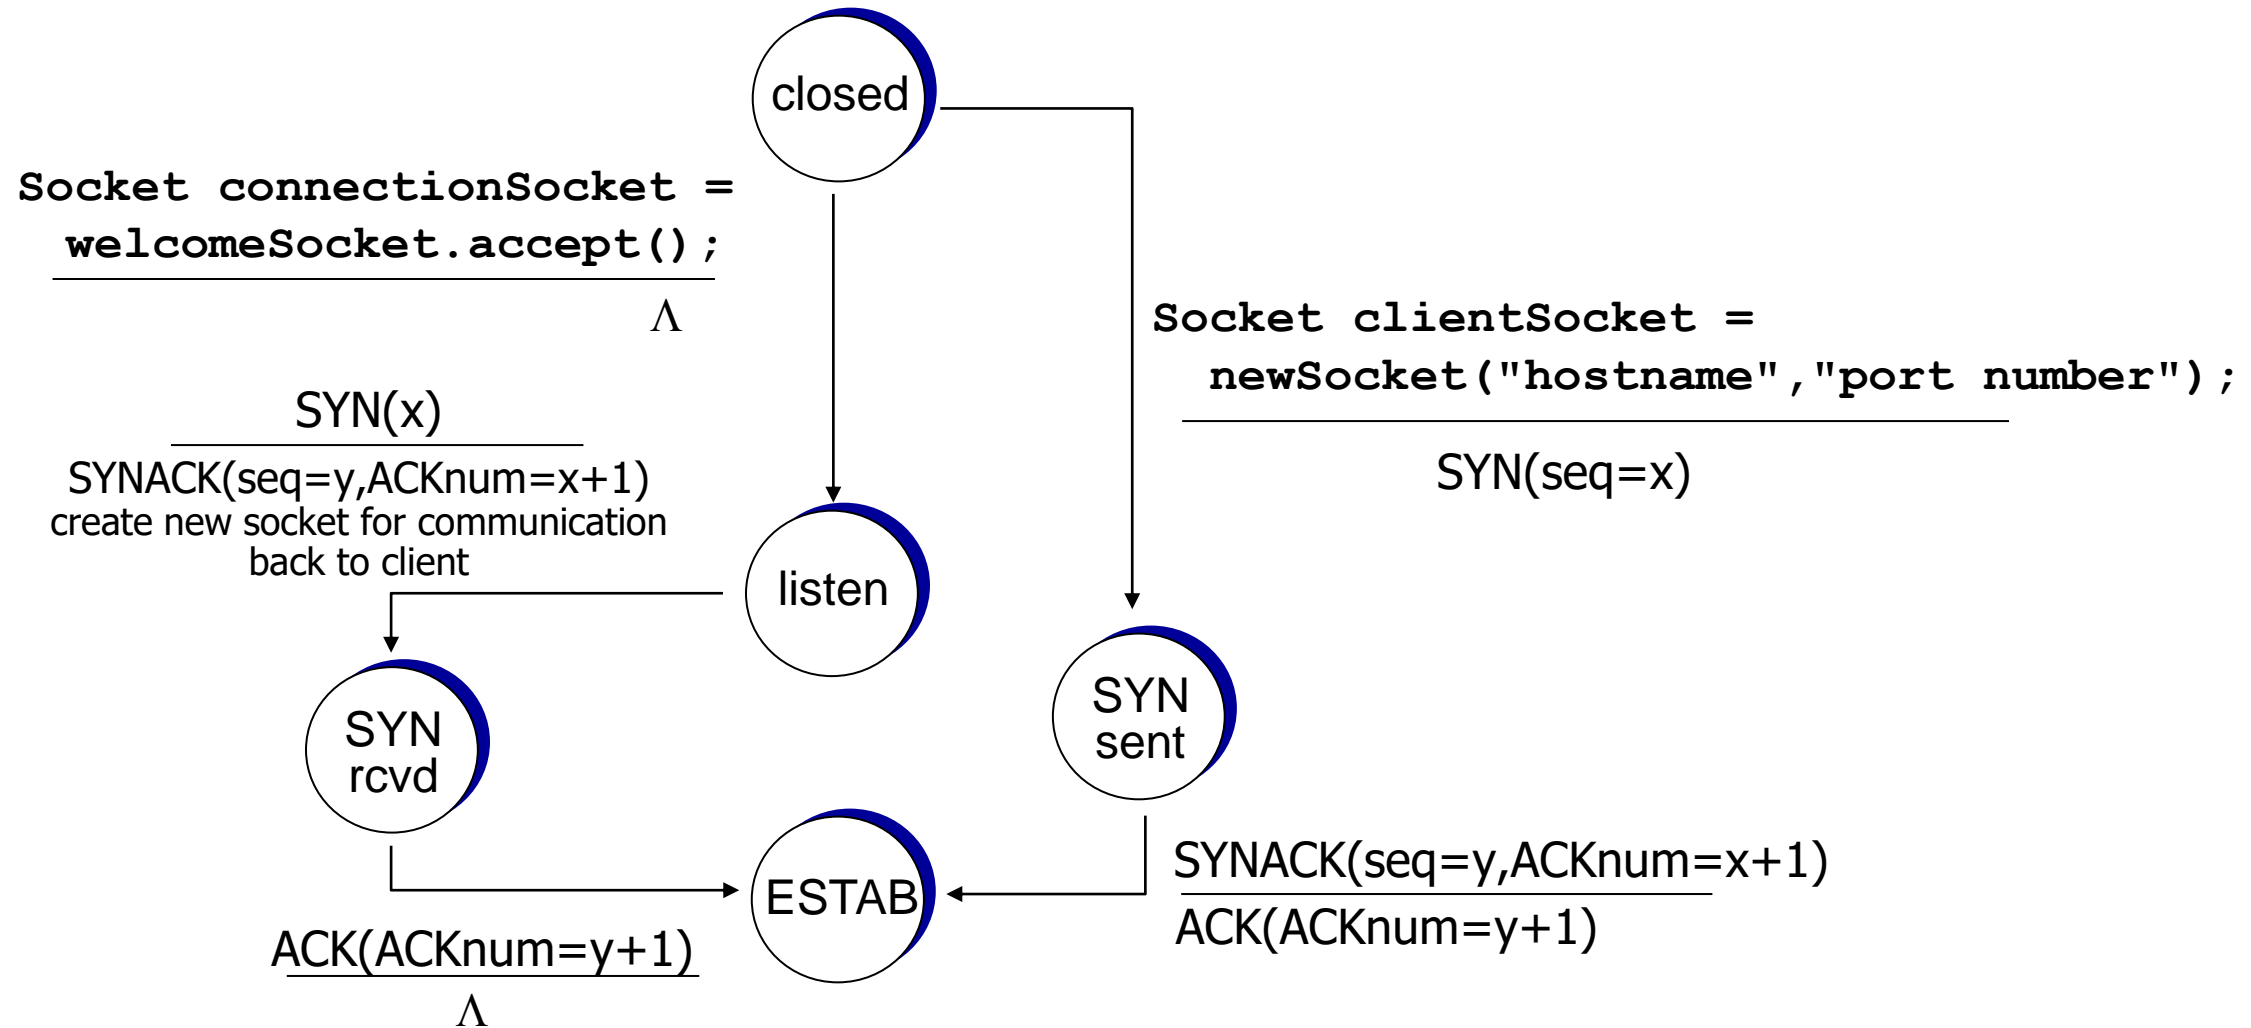 closed
Socket connectionSocket =
welcomeSocket.accept();
Λ
Socket clientSocket =
newSocket("hostname","port number");
SYN(seq=x)
SYN(x)
SYNACK(seq=y,ACKnum=x+1)
create new socket for communication
back to client
listen
SYN
rcvd
SYN
sent
ESTAB
SYNACK(seq=y,ACKnum=x+1)
ACK(ACKnum=y+1)
ACK(ACKnum=y+1)
Λ